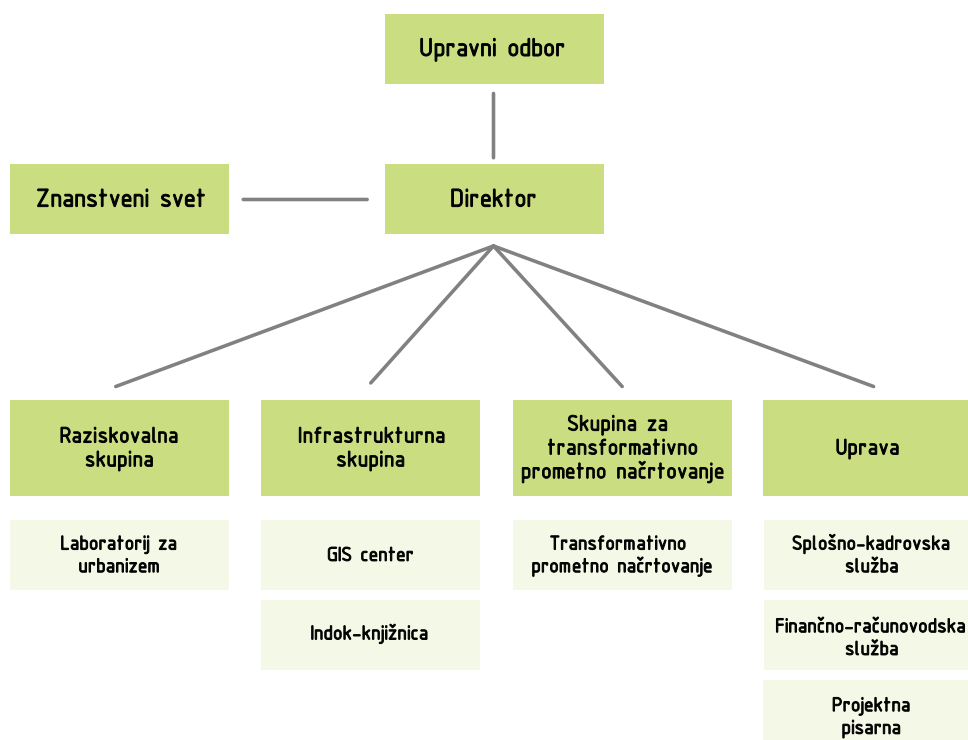 Upravni odbor
Znanstveni svet
Direktor
Raziskovalna
skupina
Infrastrukturna
skupina
Skupina za
transformativno
prometno načrtovanje
Uprava
Laboratorij za
urbanizem
GIS center
Transformativno
prometno načrtovanje
Splošno-kadrovska
služba
Indok-knjižnica
Finančno-računovodska
služba
Projektna
pisarna